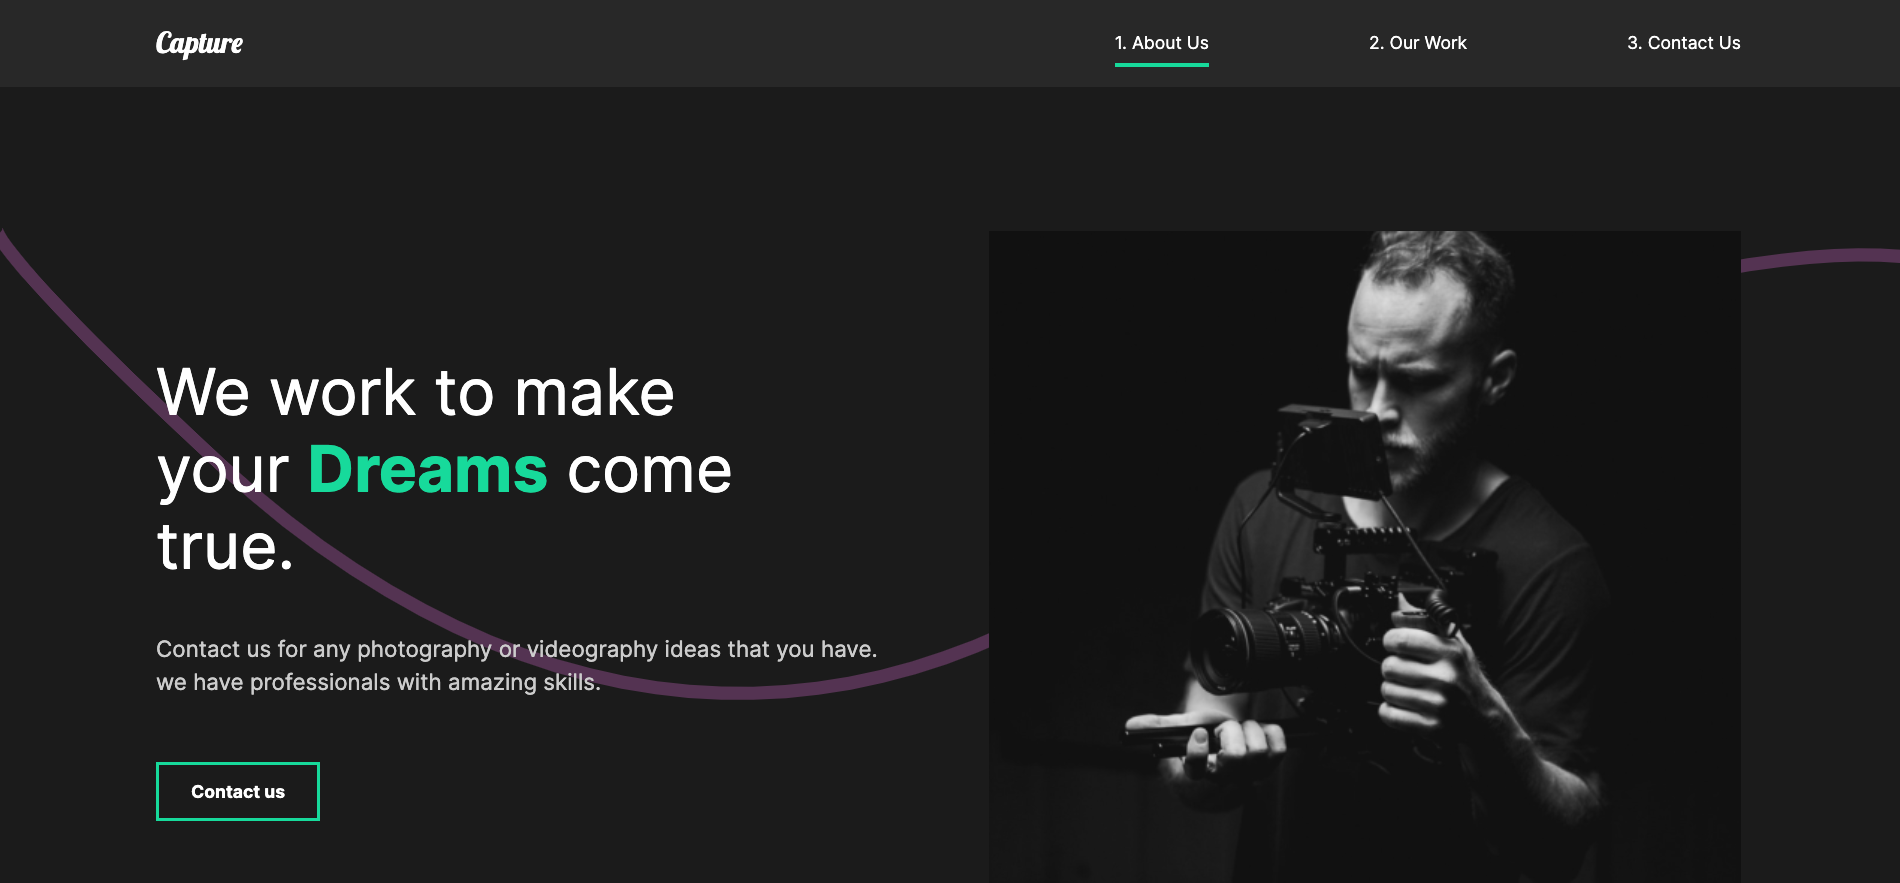 Capture
1. About Us
2. Our Work
3. Contact Us
We work to make
your Dreams come
true.
Contact us for any photography or videography ideas that you have.
we have professionals with amazing skills.
Contact us